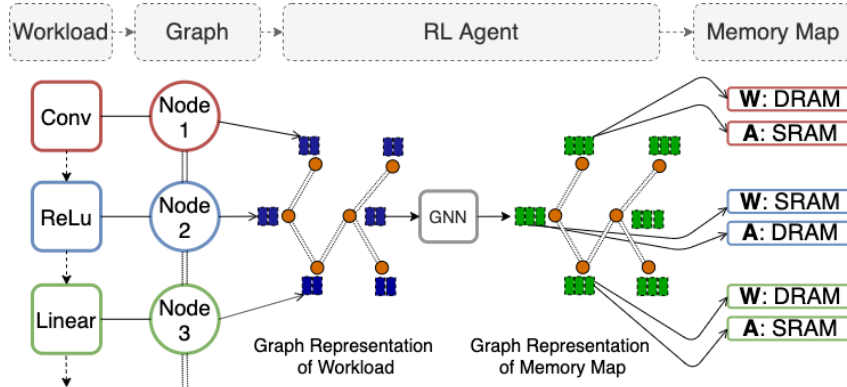 Workload
Graph
RL Agent
Memory Map
Conv
Node
1
W: DRAM
A: SRAM
ReLu
Node
2
GNN
W: SRAM
A: DRAM
Linear
Node
3
Graph Representation
of Workload
Graph Representation
of Memory Map
W: DRAM
A: SRAM